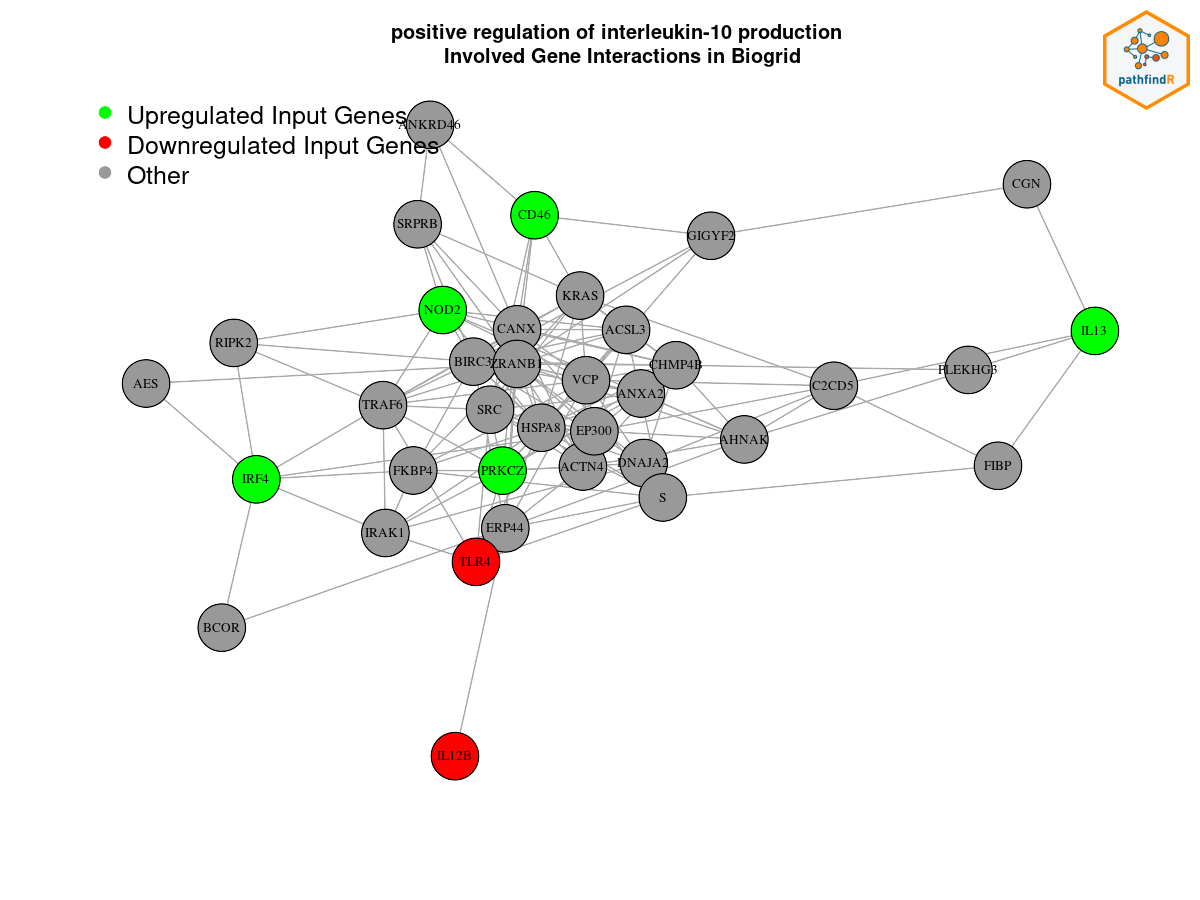 positive regulation of interleukin-10 production
Involved Gene Interactions in Biogrid
pathfindR
Upregulated Input Genes
Downregulated Input Genes
Other
ANKRD46
CGN
CD46
SRPRB
GIGYF2
KRAS
NOD2
CANX
ACSL3
IL13
RIPK2
BIRC3
ZRANB1
CHMP4B
PLEKHG3
AES
VCP
C2CD5
ANXA2
TRAF6
SRC
HSPA8
EP300
AHNAK
FKBP4
PRKCZ
ACTN4
DNAJA2
FIBP
IRF4
S
IRAK1
ERP44
TLR4
BCOR
IL12B